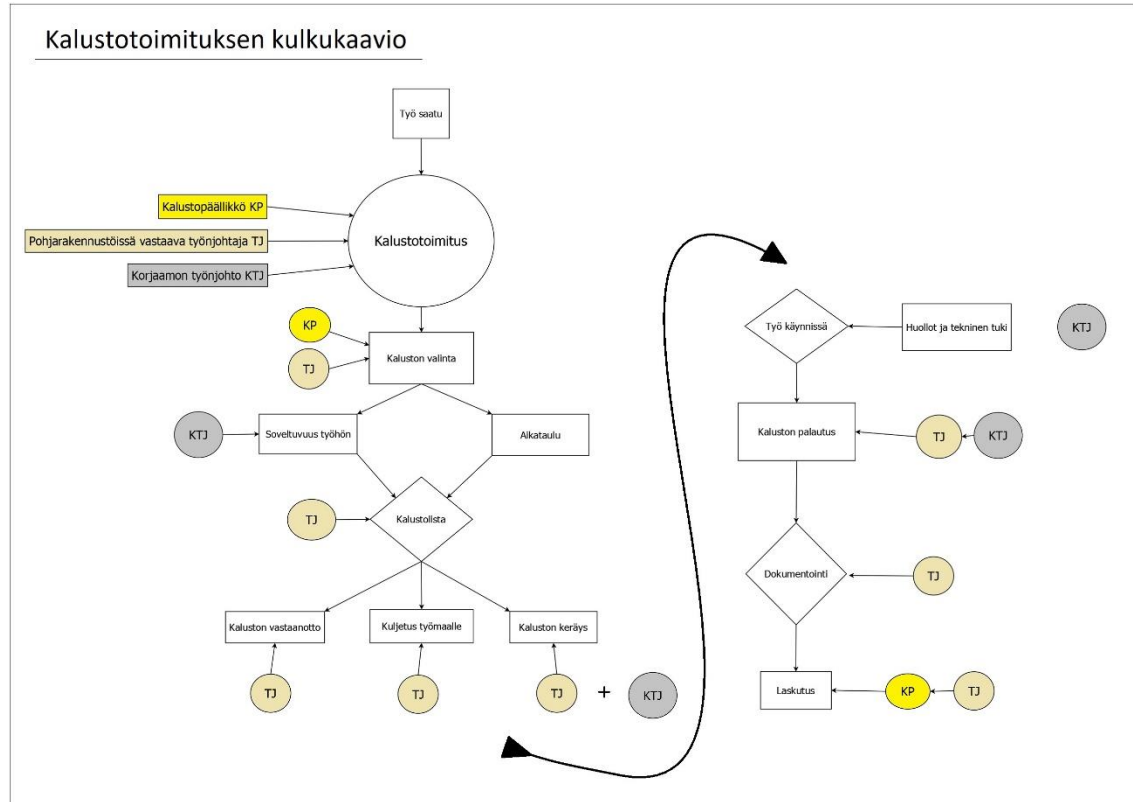 Kalustotoimituksen kulkukaavio
Työ saatu
Kalustopäällikkö KP
Pohjarakennustöissä vastaava työnjohtaja TJ
Korjaamon työnjohto KTJ
Kalustotoimitus
KP
TJ
Kaluston valinta
KTJ
Soveltuvuus työhön
Aikataulu
TJ
Kalustolista
Kaluston vastaanotto
Kuljetus työmaalle
Kaluston keräys
TJ
TJ
TJ
+
KTJ
Työ käynnissä
Huollot ja tekninen tuki
KTJ
Kaluston palautus
TJ
KTJ
Dokumentointi
TJ
Laskutus
KP
TJ